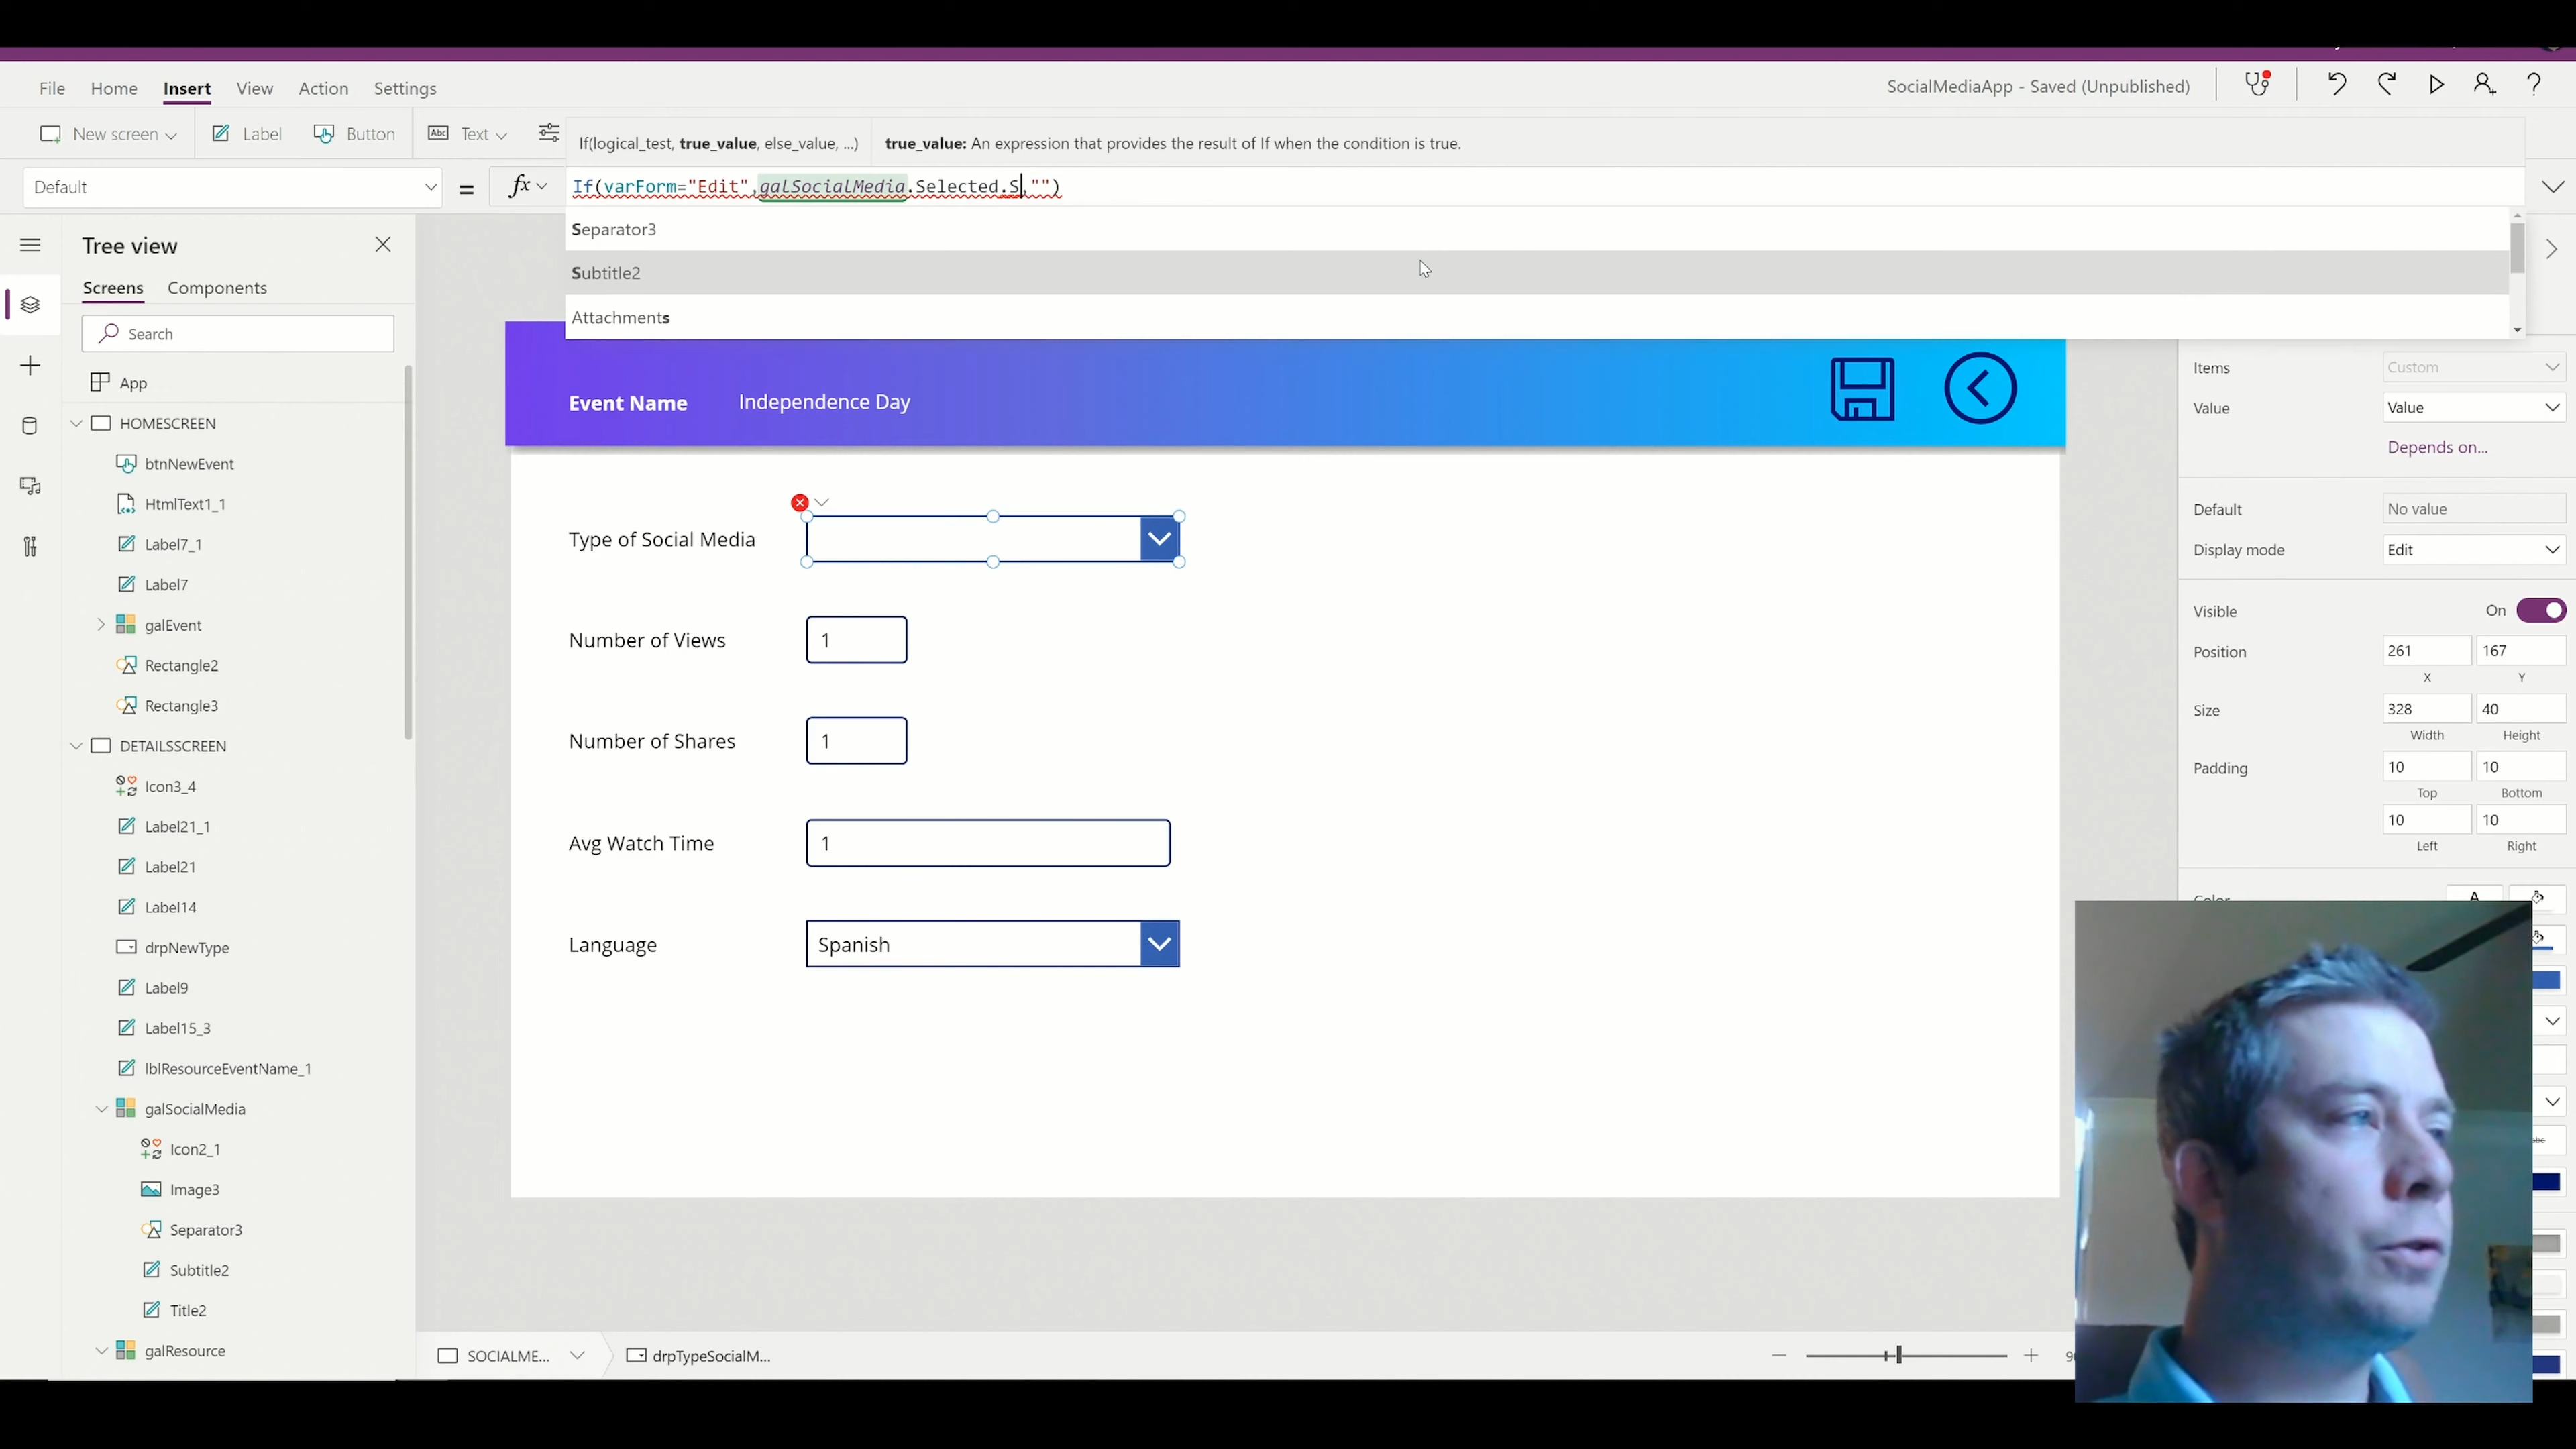 File Home Insert View Action Settings
SocialMediaApp - Saved (Unpublished)
New screen Label Button Text
If(logical_test, true_value, else_value, ...) true_value: An expression that provides the result of If when the condition is true.
Default = fx If(varForm="Edit",galSocialMedia.Selected.S,"")
Separator3
Subtitle2
Attachments
Tree view
Screens Components
Search
App
HOMESCREEN
btnNewEvent
HtmlText1_1
Label7_1
Label7
galEvent
Rectangle2
Rectangle3
DETAILSSCREEN
Icon3_4
Label21_1
Label21
Label14
drpNewType
Label9
Label15_3
lblResourceEventName_1
galSocialMedia
Icon2_1
Image3
Separator3
Subtitle2
Title2
galResource
Event Name Independence Day
Type of Social Media
Number of Views 1
Number of Shares 1
Avg Watch Time 1
Language Spanish
SOCIALME... drpTypeSocialM...
Items Custom
Value Value
Depends on...
Default No value
Display mode Edit
Visible On
Position 261 167
X Y
Size 328 40
Width Height
Padding 10 10
Top Bottom
10 10
Left Right